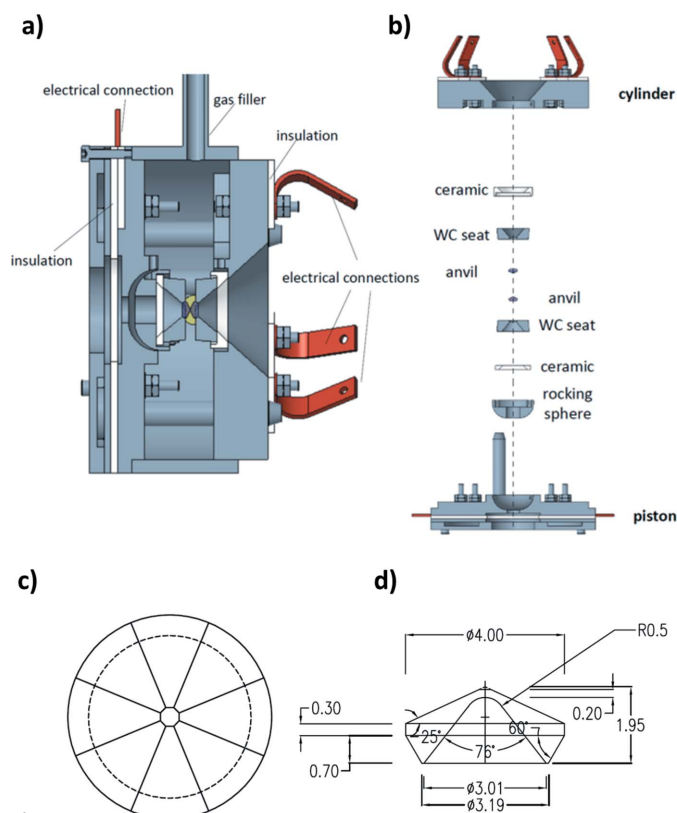 a)
electrical connection
gas filler
insulation
insulation
electrical connections
b)
cylinder
ceramic
WC seat
anvil
anvil
WC seat
ceramic
rocking
sphere
piston
c)
d)
ø4.00
R0.5
0.30
0.20
1.95
25°
76°
60°
0.70
ø3.01
ø3.19